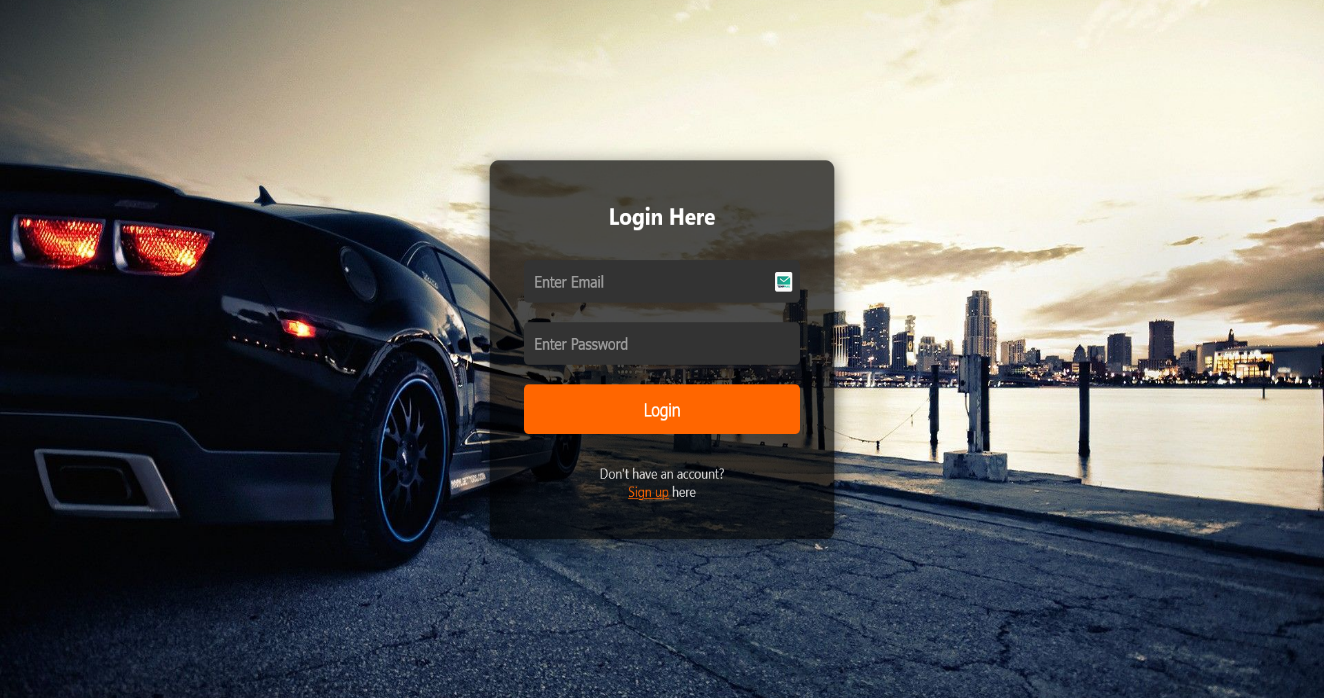 Login Here
Enter Email
Enter Password
Login
Don't have an account?
Sign up here